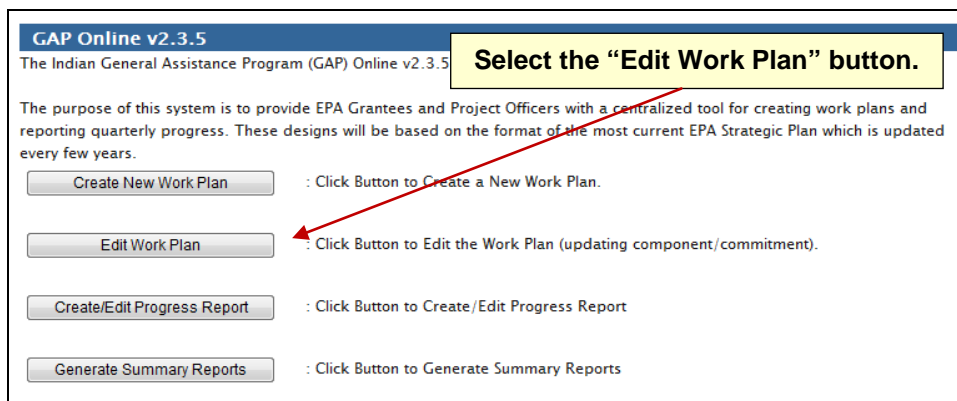 GAP Online v2.3.5
The Indian General Assistance Program (GAP) Online v2.3.5
Select the “Edit Work Plan” button.
The purpose of this system is to provide EPA Grantees and Project Officers with a centralized tool for creating work plans and
reporting quarterly progress. These designs will be based on the format of the most current EPA Strategic Plan which is updated
every few years.
Create New Work Plan : Click Button to Create a New Work Plan.
Edit Work Plan : Click Button to Edit the Work Plan (updating component/commitment).
Create/Edit Progress Report : Click Button to Create/Edit Progress Report
Generate Summary Reports : Click Button to Generate Summary Reports